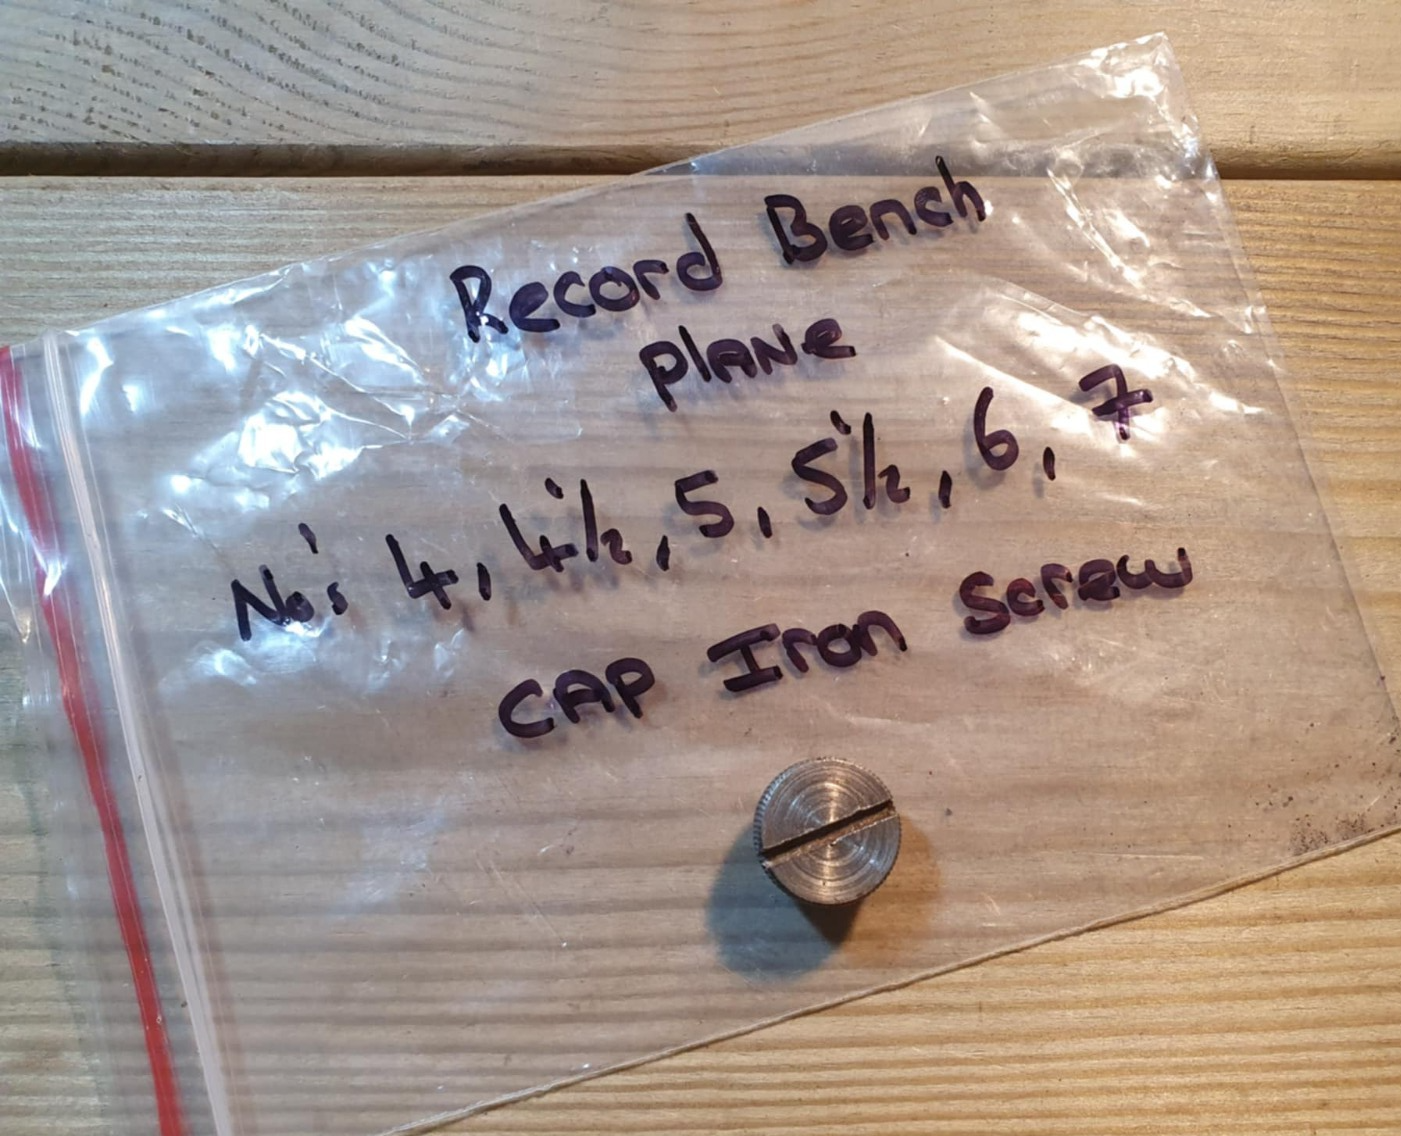 Record Bench
plane
No's 4, 4½, 5, 5½, 6, 7
CAP Iron Screw